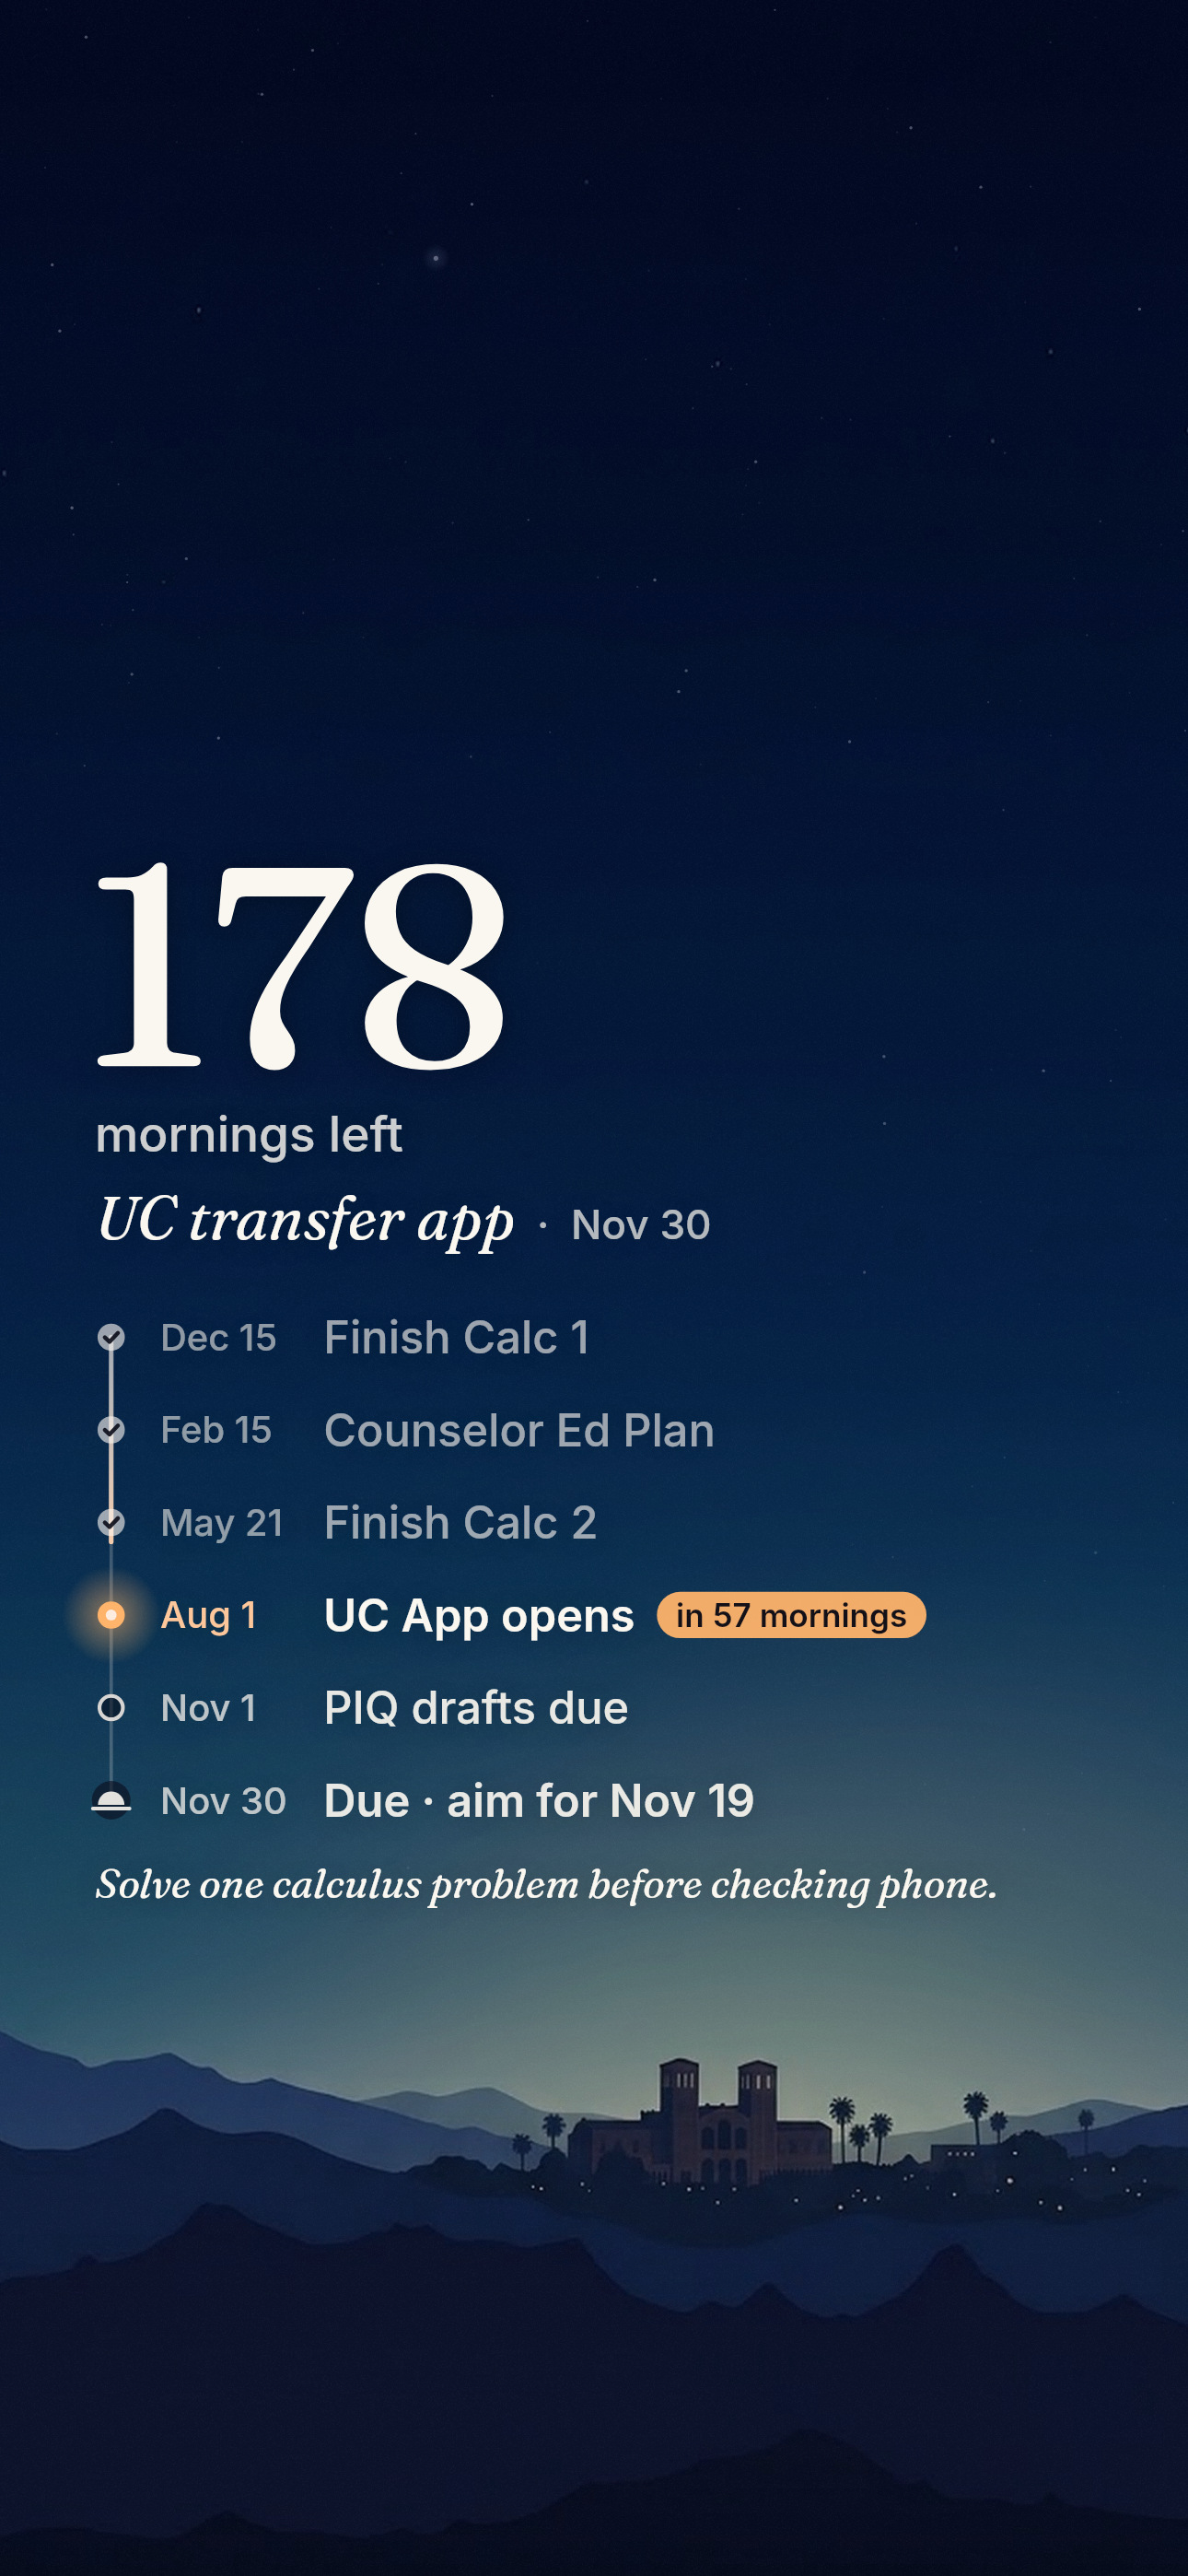 178
mornings left
UC transfer app · Nov 30
Dec 15 Finish Calc 1
Feb 15 Counselor Ed Plan
May 21 Finish Calc 2
Aug 1 UC App opens in 57 mornings
Nov 1 PIQ drafts due
Nov 30 Due · aim for Nov 19
Solve one calculus problem before checking phone.